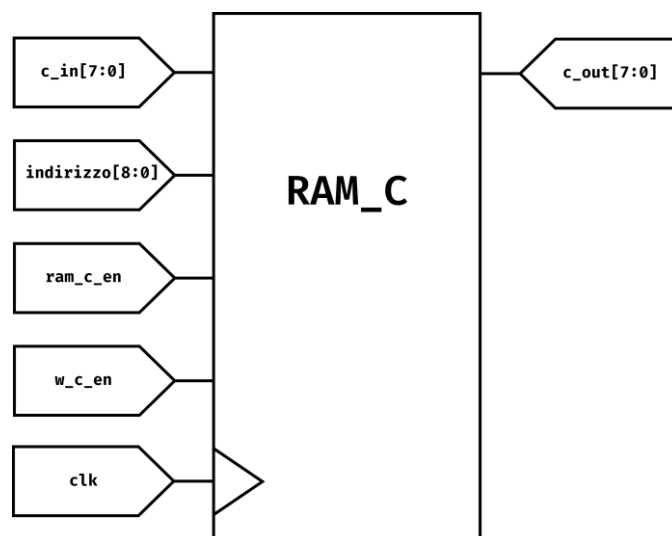 c_in[7:0]
c_out[7:0]
indirizzo[8:0]
RAM_C
ram_c_en
w_c_en
clk